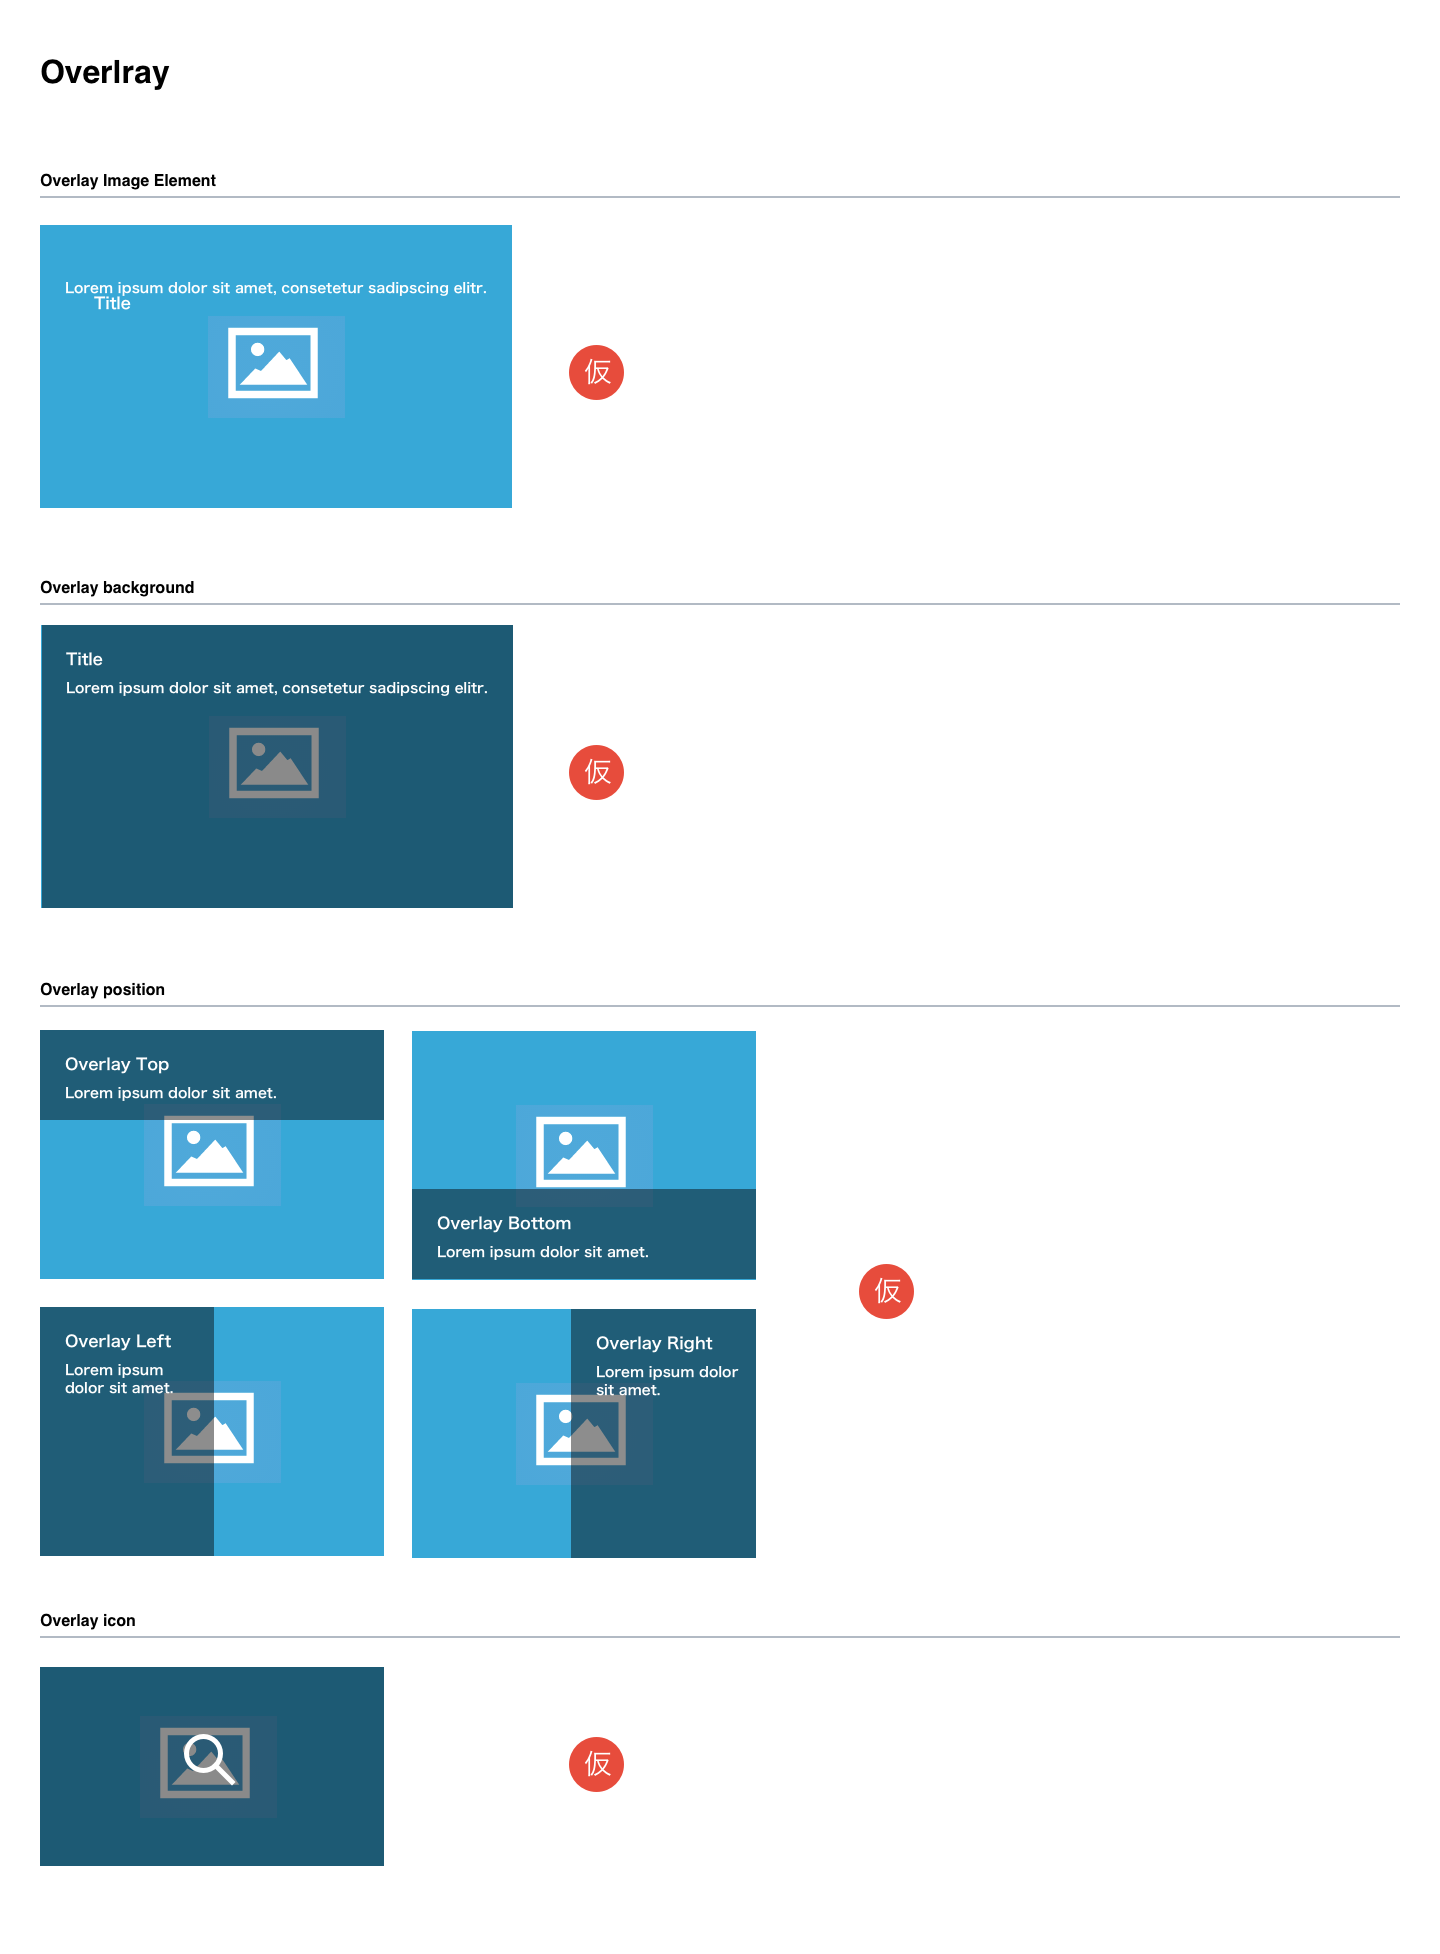 Overlray
Overlay Image Element
Lorem ipsum dolor sit amet, consetetur sadipscing elitr.
Title
仮
Overlay background
Title
Lorem ipsum dolor sit amet, consetetur sadipscing elitr.
仮
Overlay position
Overlay Top
Lorem ipsum dolor sit amet.
Overlay Bottom
Lorem ipsum dolor sit amet.
仮
Overlay Left
Lorem ipsum
dolor sit amet.
Overlay Right
Lorem ipsum dolor
sit amet.
Overlay icon
仮